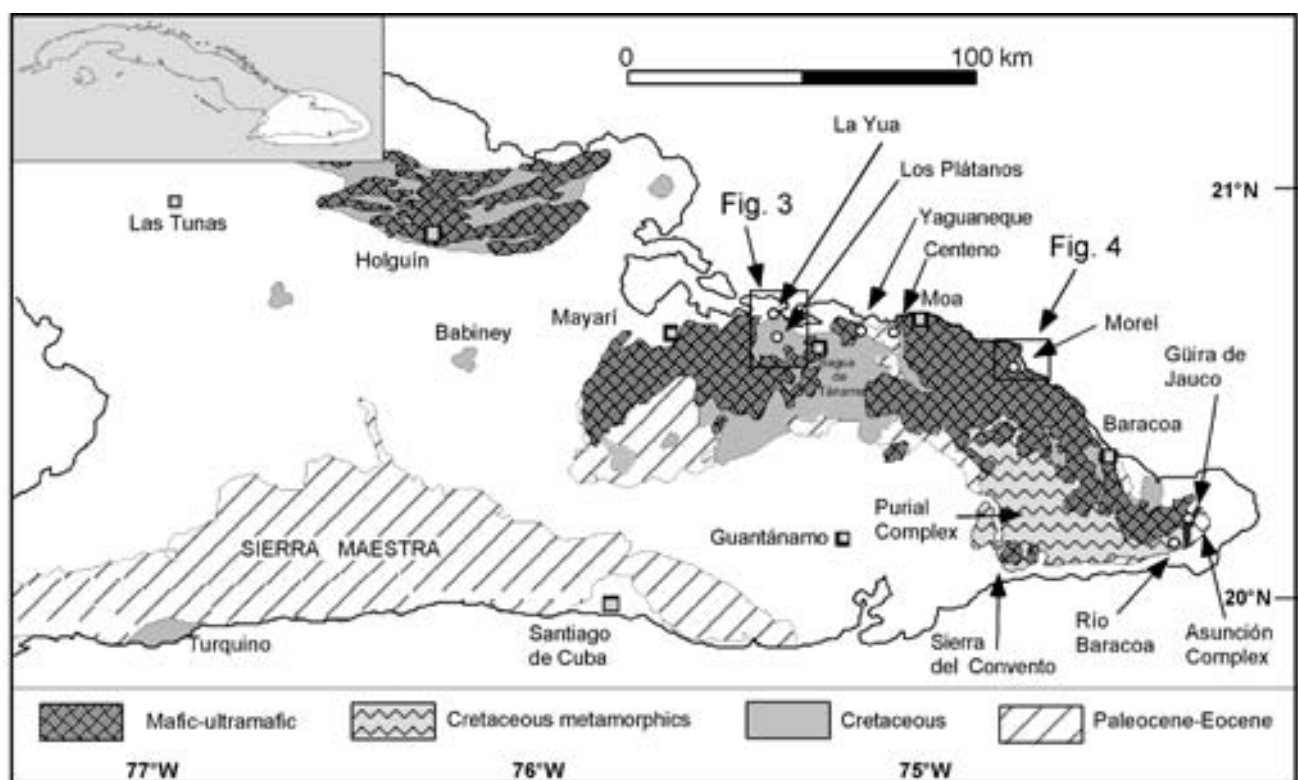 0
100 km
La Yua
Los Plátanos
21°N
Las Tunas
Fig. 3
Yaguaneque
Centeno
Fig. 4
Holguín
Moa
Morel
Mayarí
Babiney
Güira de
Jauco
de
Baracoa
Purial
Complex
Guantánamo
SIERRA MAESTRA
20°N
Turquino
Santiago
de Cuba
Sierra
del Convento
Río
Baracoa
Asunción
Complex
Mafic-ultramafic
Cretaceous metamorphics
Cretaceous
Paleocene-Eocene
77°W
76°W
75°W